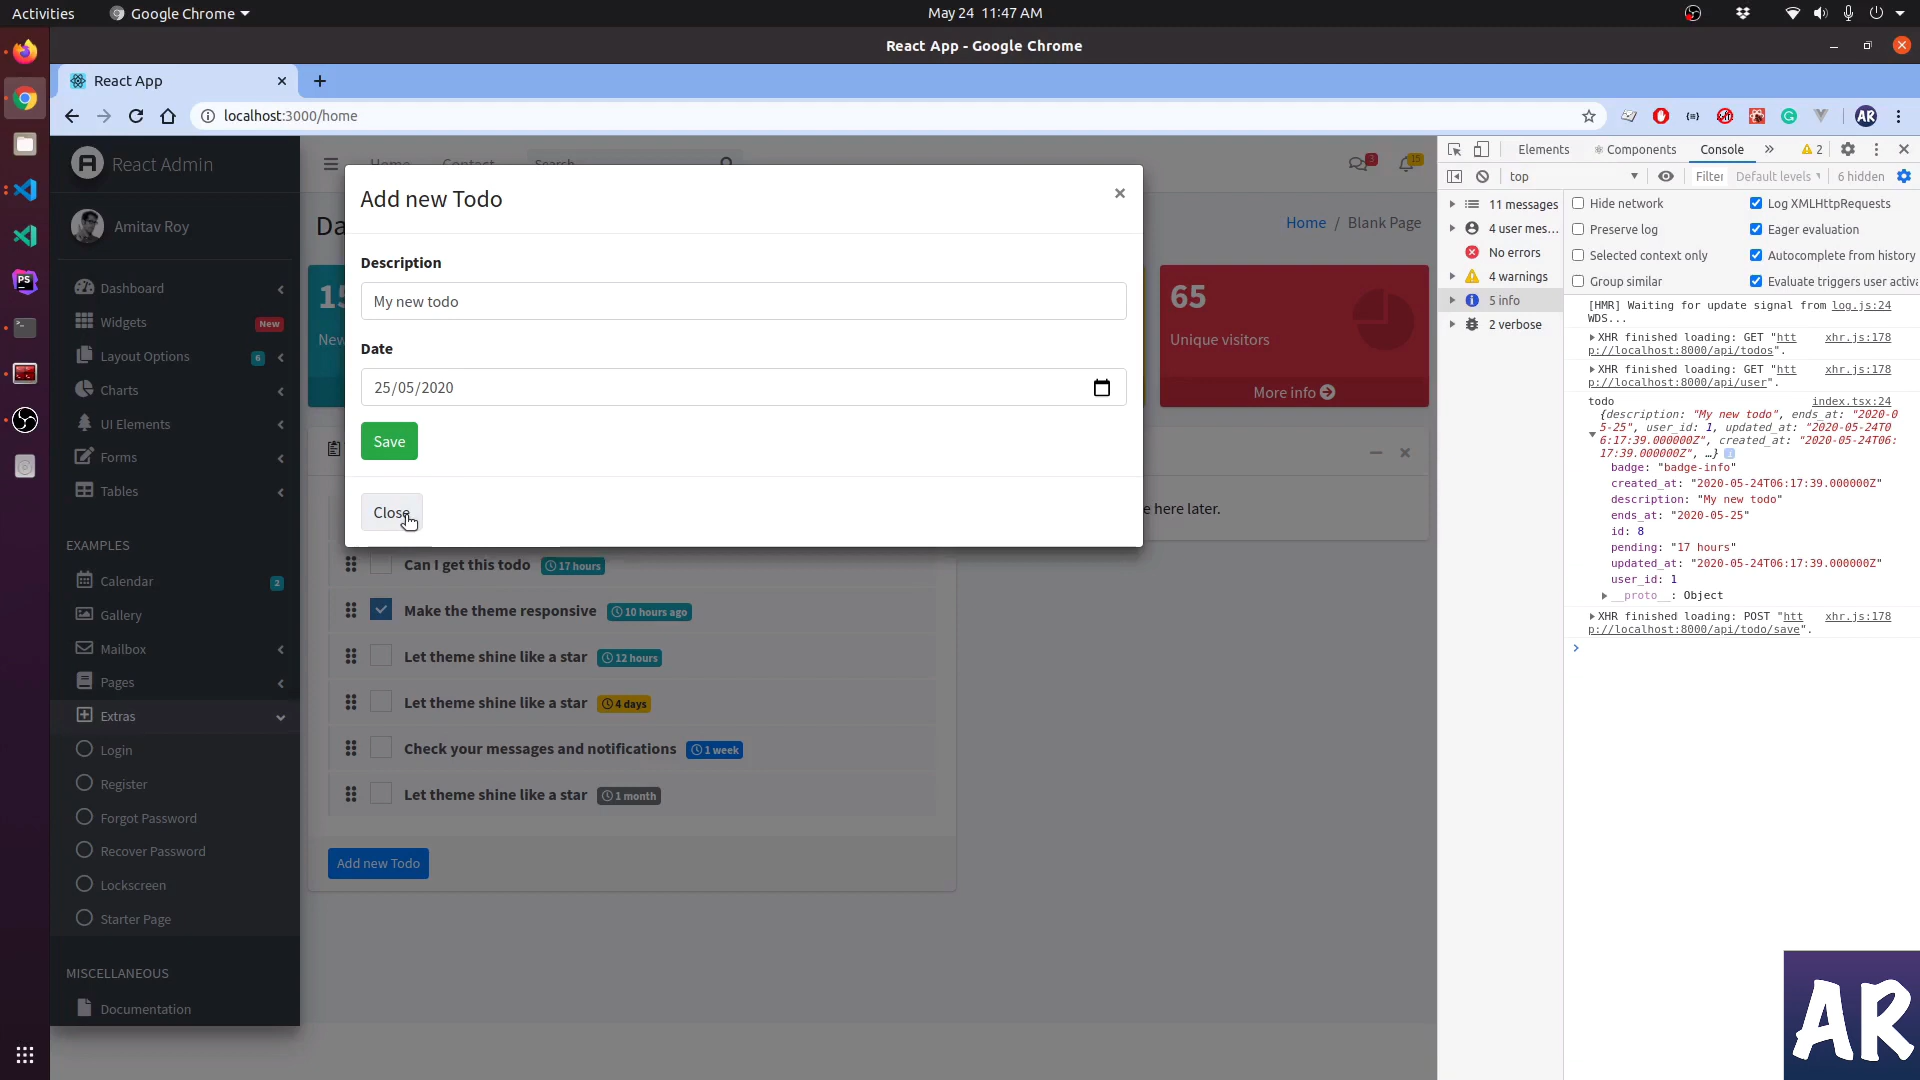 Activities
Google Chrome
May 24 11:47 AM
React App - Google Chrome
React App
localhost:3000/home
AR
React Admin
Home
Contact
Search
3
15
Amitav Roy
Dashboard
Widgets
New
Layout Options
6
Charts
UI Elements
Forms
Tables
EXAMPLES
Calendar
2
Gallery
Mailbox
Pages
Extras
Login
Register
Forgot Password
Recover Password
Lockscreen
Starter Page
MISCELLANEOUS
Documentation
Da
Home / Blank Page
15
New
65
Unique visitors
More info
Add new Todo
×
Description
My new todo
Date
25/05/2020
Save
Close
e here later.
Can I get this todo 17 hours
Make the theme responsive 10 hours ago
Let theme shine like a star 12 hours
Let theme shine like a star 4 days
Check your messages and notifications 1 week
Let theme shine like a star 1 month
Add new Todo
Elements
Components
Console
2
top
Filter
Default levels
6 hidden
11 messages
4 user mes...
No errors
4 warnings
5 info
2 verbose
Hide network
Log XMLHttpRequests
Preserve log
Eager evaluation
Selected context only
Autocomplete from history
Group similar
Evaluate triggers user activa
[HMR] Waiting for update signal from log.js:24
WDS...
XHR finished loading: GET "htt xhr.js:178
p://localhost:8000/api/todos".
XHR finished loading: GET "htt xhr.js:178
p://localhost:8000/api/user".
todo index.tsx:24
{description: "My new todo", ends_at: "2020-0
5-25", user_id: 1, updated_at: "2020-05-24T0
6:17:39.000000Z", created_at: "2020-05-24T06:
17:39.000000Z", …}
badge: "badge-info"
created_at: "2020-05-24T06:17:39.000000Z"
description: "My new todo"
ends_at: "2020-05-25"
id: 8
pending: "17 hours"
updated_at: "2020-05-24T06:17:39.000000Z"
user_id: 1
__proto__: Object
XHR finished loading: POST "htt xhr.js:178
p://localhost:8000/api/todo/save".
AR